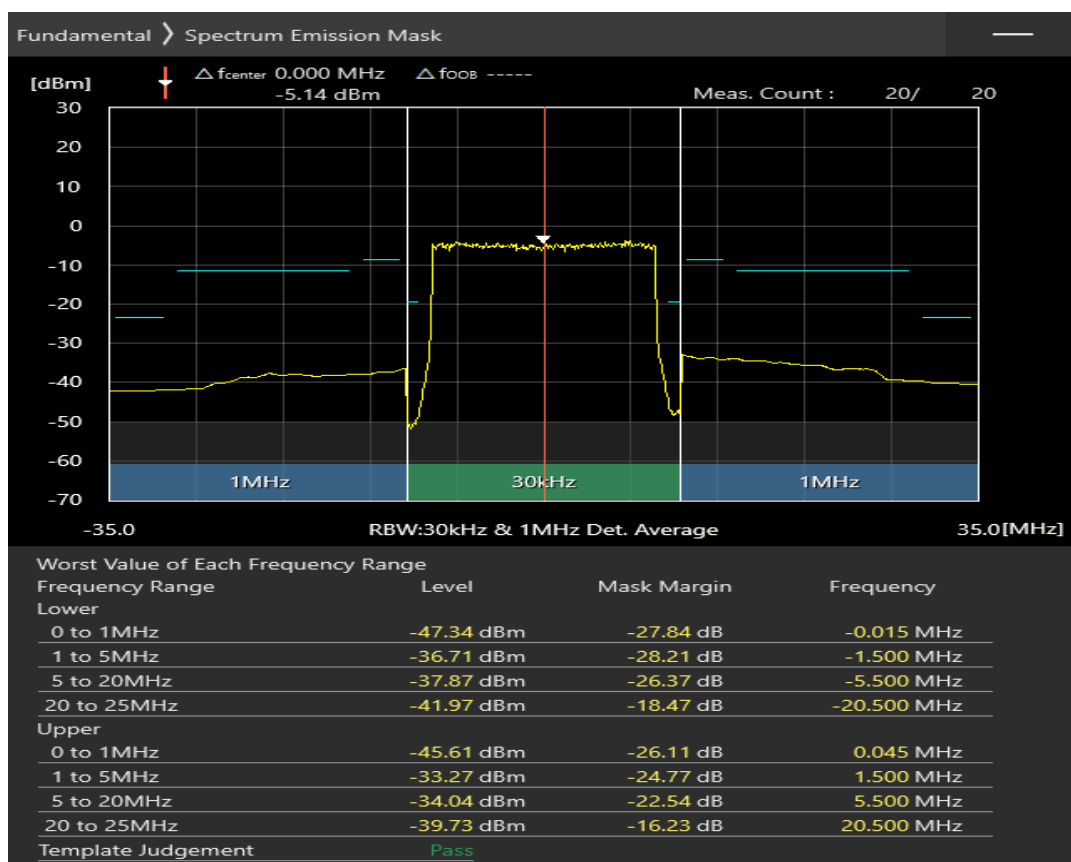 Fundamental ❯ Spectrum Emission Mask
[dBm]
Δ fcenter 0.000 MHz Δ fOOB -----
-5.14 dBm
Meas. Count : 20/ 20
30
20
10
0
-10
-20
-30
-40
-50
-60
-70
1MHz 30kHz 1MHz
-35.0 RBW:30kHz & 1MHz Det. Average 35.0[MHz]
Worst Value of Each Frequency Range
Frequency Range Level Mask Margin Frequency
Lower
0 to 1MHz -47.34 dBm -27.84 dB -0.015 MHz
1 to 5MHz -36.71 dBm -28.21 dB -1.500 MHz
5 to 20MHz -37.87 dBm -26.37 dB -5.500 MHz
20 to 25MHz -41.97 dBm -18.47 dB -20.500 MHz
Upper
0 to 1MHz -45.61 dBm -26.11 dB 0.045 MHz
1 to 5MHz -33.27 dBm -24.77 dB 1.500 MHz
5 to 20MHz -34.04 dBm -22.54 dB 5.500 MHz
20 to 25MHz -39.73 dBm -16.23 dB 20.500 MHz
Template Judgement Pass